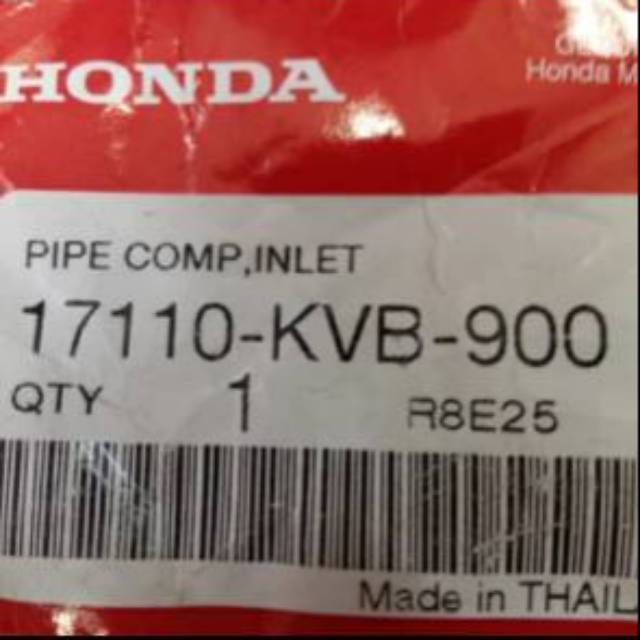 HONDA
Honda M
PIPE COMP,INLET
17110-KVB-900
QTY 1 R8E25
Made in THAIL